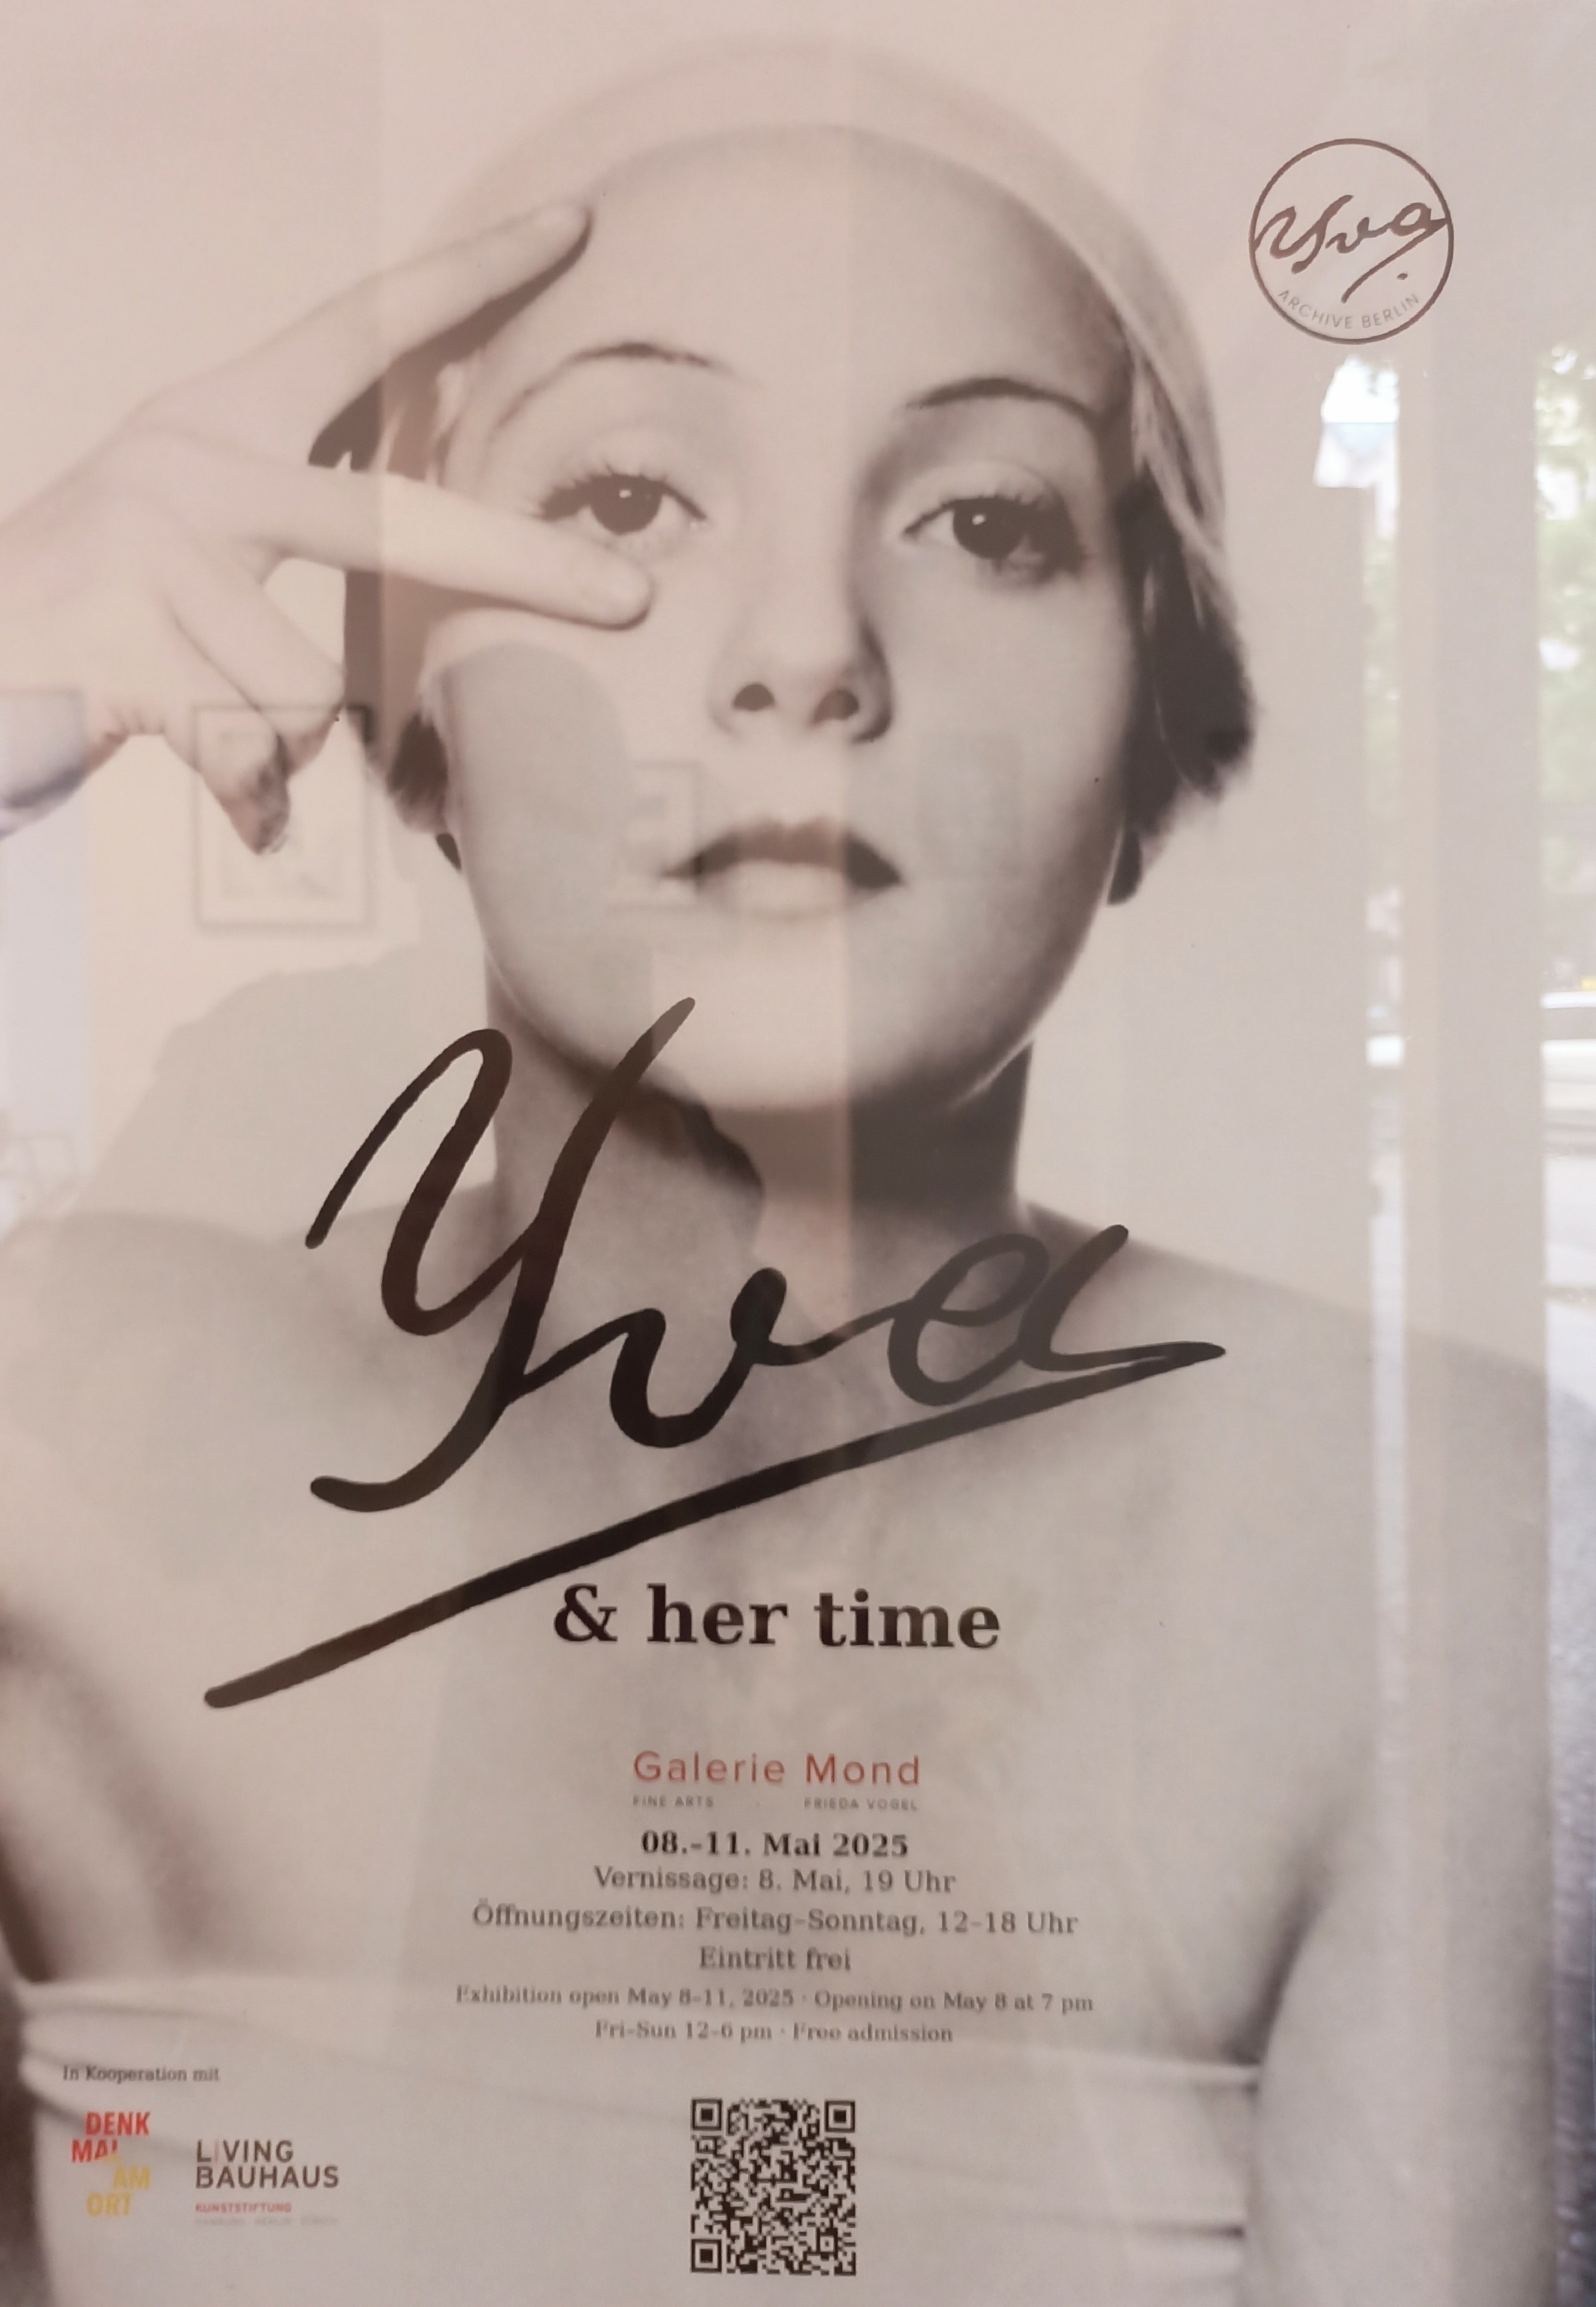 Yva
ARCHIVE BERLIN
Yva
& her time
Galerie Mond
FINE ARTS · FRIEDA VOGEL
08.-11. Mai 2025
Vernissage: 8. Mai, 19 Uhr
Öffnungszeiten: Freitag-Sonntag, 12-18 Uhr
Eintritt frei
Exhibition open May 8-11, 2025 · Opening on May 8 at 7 pm
Fri-Sun 12-6 pm · Free admission
In Kooperation mit
DENK
MAL
AM
ORT
LIVING
BAUHAUS
KUNSTSTIFTUNG